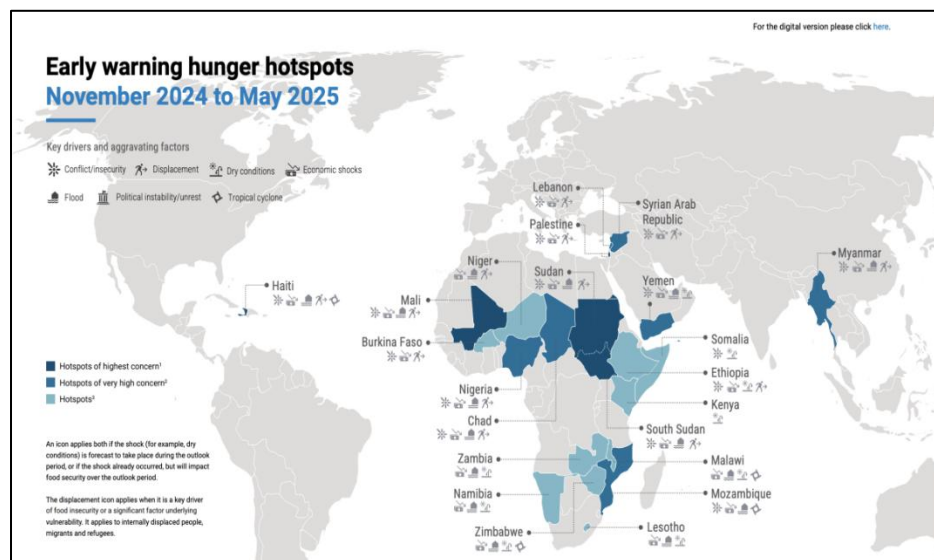 For the digital version please click here.
Early warning hunger hotspots
November 2024 to May 2025
Key drivers and aggravating factors
Conflict/insecurity Displacement Dry conditions Economic shocks
Flood Political instability/unrest Tropical cyclone
Lebanon
Syrian Arab
Republic
Palestine
Myanmar
Niger
Sudan
Yemen
Haiti
Mali
Burkina Faso
Somalia
Ethiopia
Kenya
Nigeria
Chad
South Sudan
Zambia
Malawi
Namibia
Mozambique
Zimbabwe
Lesotho
Hotspots of highest concern¹
Hotspots of very high concern²
Hotspots³
An icon applies both if the shock (for example, dry
conditions) is forecast to take place during the outlook
period, or if the shock already occurred, but will impact
food security over the outlook period.
The displacement icon applies when it is a key driver
of food insecurity or a significant factor underlying
vulnerability. It applies to internally displaced people,
migrants and refugees.